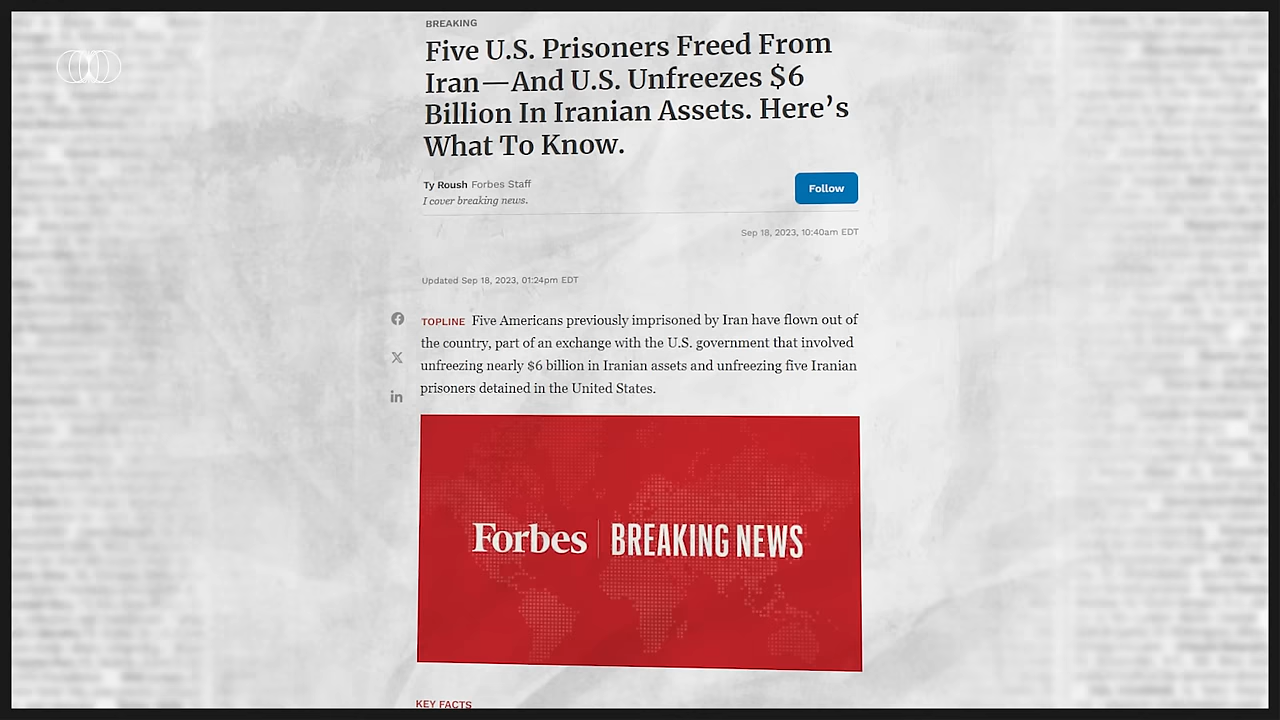 BREAKING
Five U.S. Prisoners Freed From
Iran—And U.S. Unfreezes $6
Billion In Iranian Assets. Here’s
What To Know.
Ty Roush Forbes Staff
I cover breaking news.
Follow
Sep 18, 2023, 10:40am EDT
Updated Sep 18, 2023, 01:24pm EDT
TOPLINE Five Americans previously imprisoned by Iran have flown out of
the country, part of an exchange with the U.S. government that involved
unfreezing nearly $6 billion in Iranian assets and unfreezing five Iranian
prisoners detained in the United States.
Forbes | BREAKING NEWS
KEY FACTS